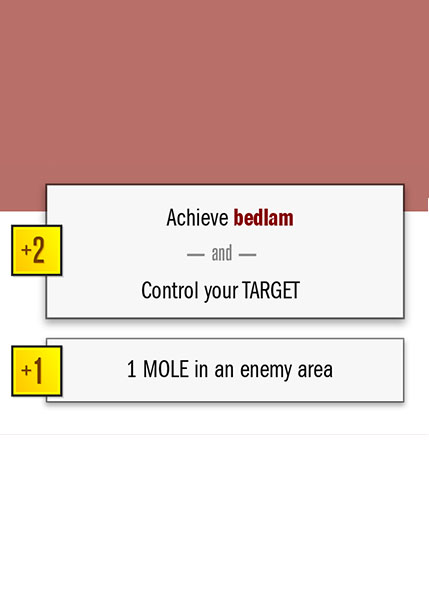 Achieve bedlam
+2
— and —
Control your TARGET
+1
1 MOLE in an enemy area